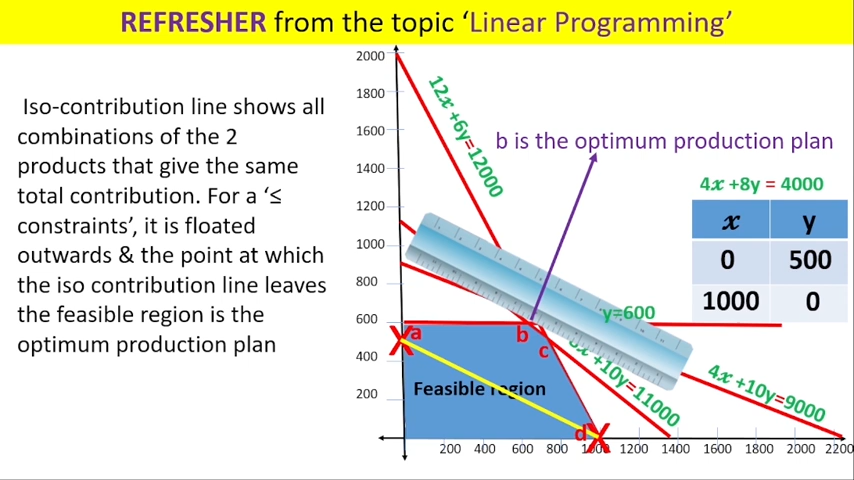 REFRESHER from the topic ‘Linear Programming’
Iso-contribution line shows all
combinations of the 2
products that give the same
total contribution. For a ‘≤
constraints’, it is floated
outwards & the point at which
the iso contribution line leaves
the feasible region is the
optimum production plan
b is the optimum production plan
4x +8y = 4000
x y
0 500
1000 0
12x +6y=12000
y=600
x +10y=11000
4x +10y=9000
Feasible region
a
b
c
d
2000
1800
1600
1400
1200
1000
800
600
400
200
200 400 600 800 1000 1200 1400 1600 1800 2000 2200